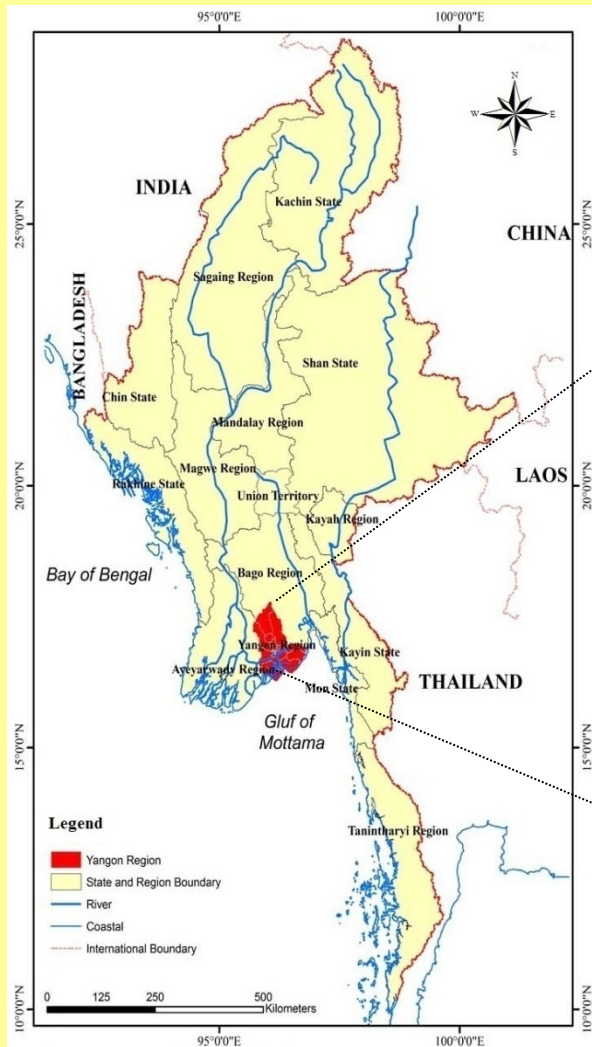 95°0'0"E 100°0'0"E
N
W E
S
INDIA
Kachin State
25°0'0"N
25°0'0"N
CHINA
Sagaing Region
BANGLADESH
Shan State
Chin State
Mandalay Region
Magwe Region
Rakhine State
20°0'0"N
20°0'0"N
LAOS
Union Territory
Kayah Region
Bay of Bengal
Bago Region
Yangon Region
Kayin State
Ayeyarwady Region
THAILAND
Mon State
Gluf of
Mottama
15°0'0"N
15°0'0"N
Legend
Tanintharyi Region
Yangon Region
State and Region Boundary
River
Coastal
International Boundary
0 125 250 500
Kilometers
10°0'0"N
10°0'0"N
95°0'0"E 100°0'0"E